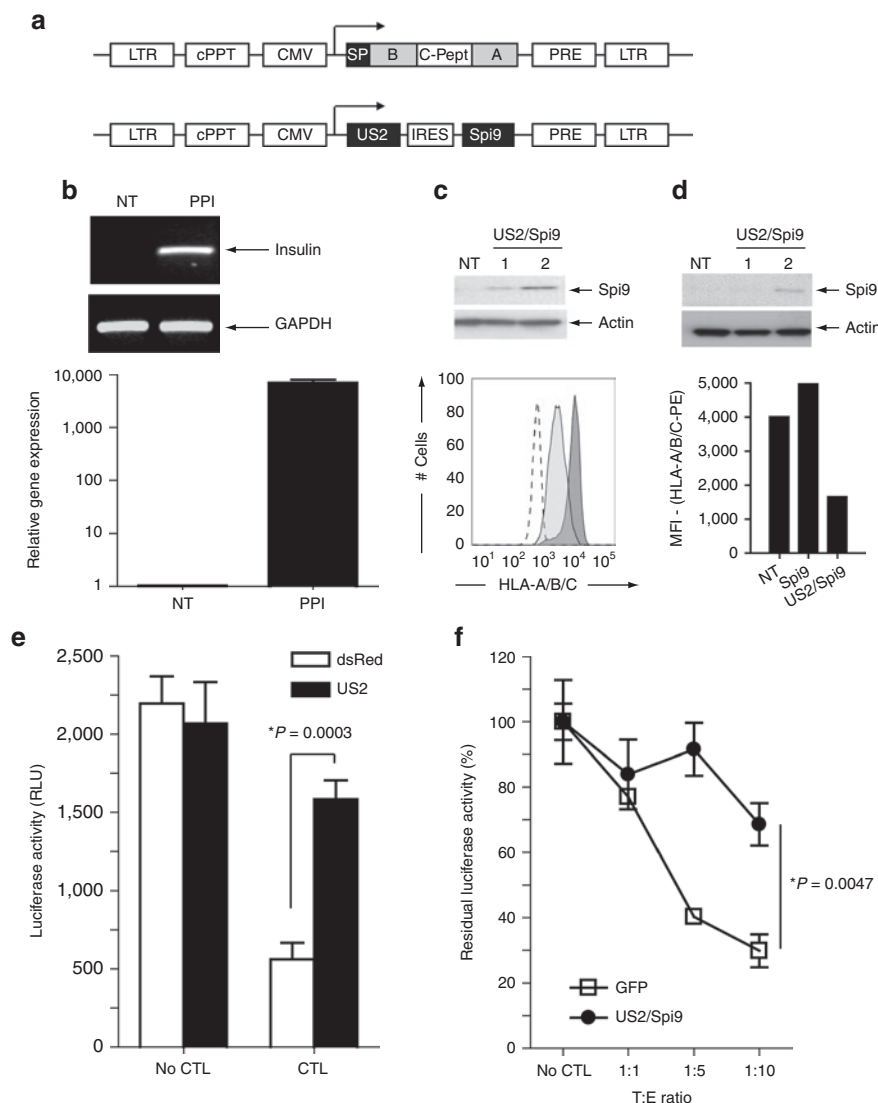 a
LTR cPPT CMV SP B C-Pept A PRE LTR
LTR cPPT CMV US2 IRES Spi9 PRE LTR
b
NT PPI
Insulin
GAPDH
10,000
1,000
100
10
1
Relative gene expression
NT PPI
c
US2/Spi9
NT 1 2
Spi9
Actin
100
80
60
40
20
0
# Cells
10¹ 10² 10³ 10⁴ 10⁵
HLA-A/B/C
d
US2/Spi9
NT 1 2
Spi9
Actin
5,000
4,000
3,000
2,000
1,000
0
MFI - (HLA-A/B/C-PE)
NT
Spi9
US2/Spi9
e
2,500
2,000
1,500
1,000
500
0
Luciferase activity (RLU)
dsRed
US2
*P = 0.0003
No CTL CTL
f
120
100
80
60
40
20
0
Residual luciferase activity (%)
*P = 0.0047
GFP
US2/Spi9
No CTL 1:1 1:5 1:10
T:E ratio